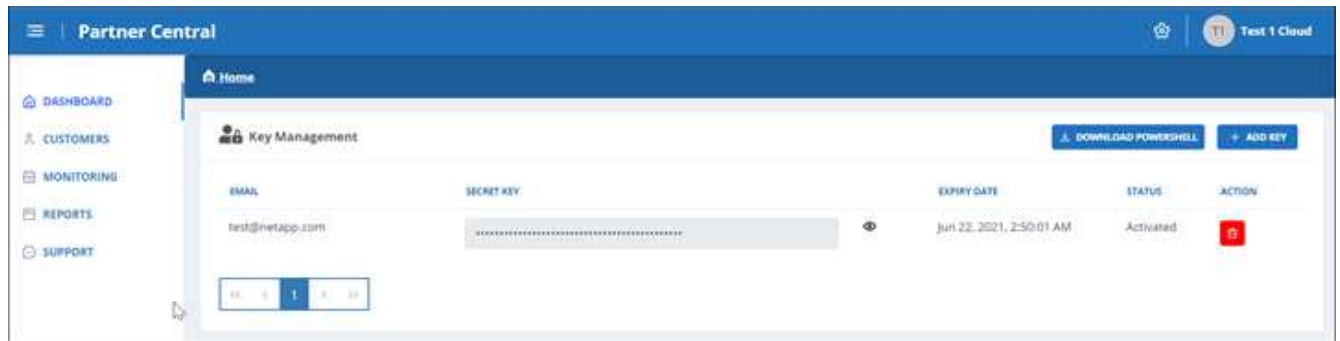 Partner Central
T1 Test 1 Cloud
Home
DASHBOARD
CUSTOMERS
MONITORING
REPORTS
SUPPORT
Key Management
DOWNLOAD POWERSHELL
+ ADD KEY
EMAIL SECRET KEY EXPIRY DATE STATUS ACTION
test@netapp.com Jun 22, 2021, 2:50:01 AM Activated
1